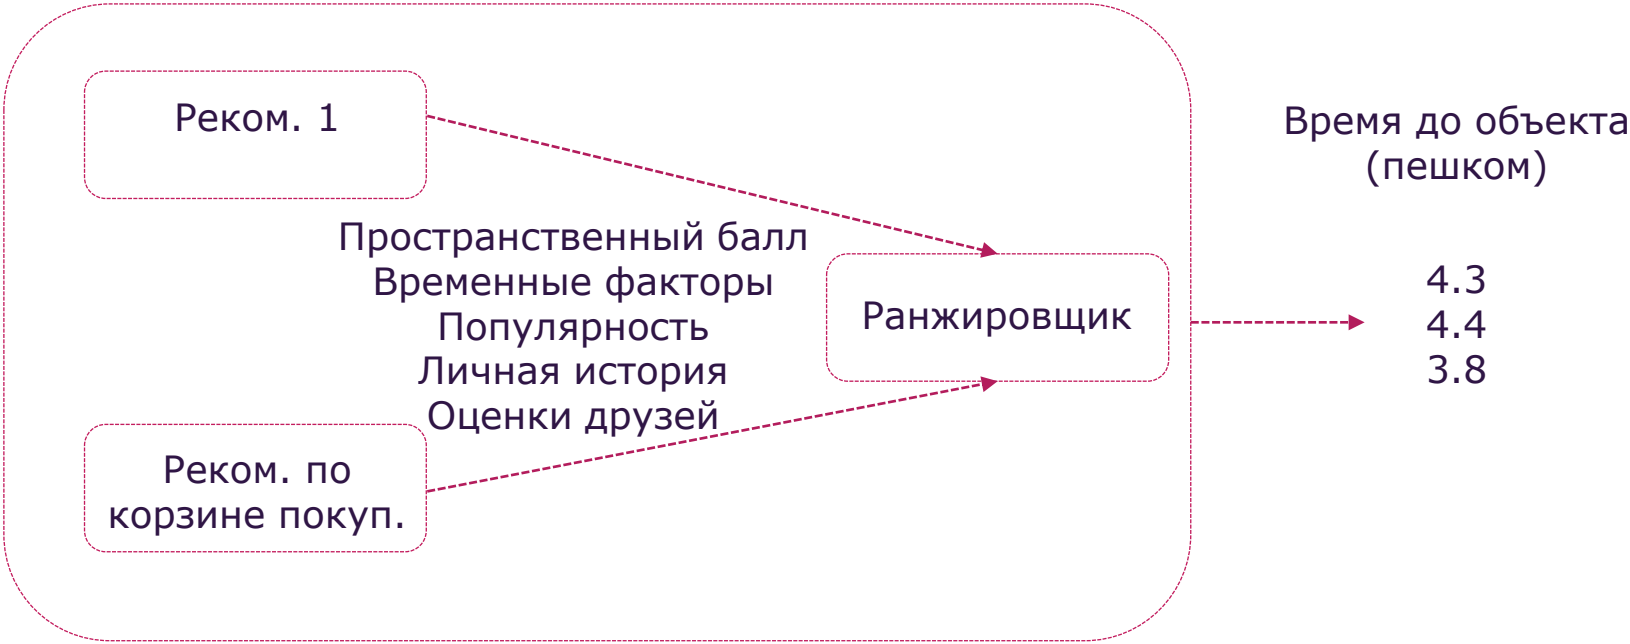 Реком. 1
Пространственный балл
Временные факторы
Популярность
Личная история
Оценки друзей
Реком. по
корзине покуп.
Ранжировщик
Время до объекта
(пешком)
4.3
4.4
3.8